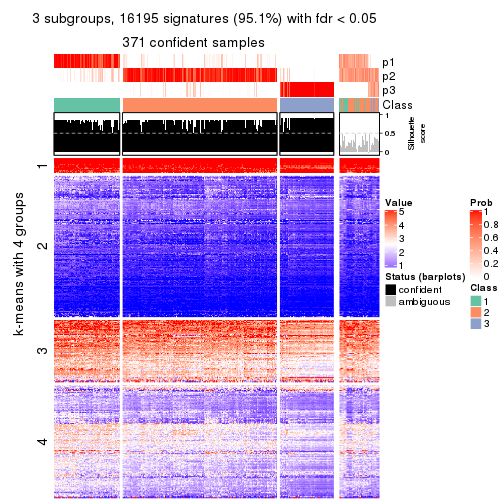 3 subgroups, 16195 signatures (95.1%) with fdr < 0.05
371 confident samples
p1
p2
p3
Class
1
0.5
0
Silhouette
score
k-means with 4 groups
1
2
3
4
Value
5
4
3
2
1
Status (barplots)
confident
ambiguous
Prob
1
0.8
0.6
0.4
0.2
0
Class
1
2
3